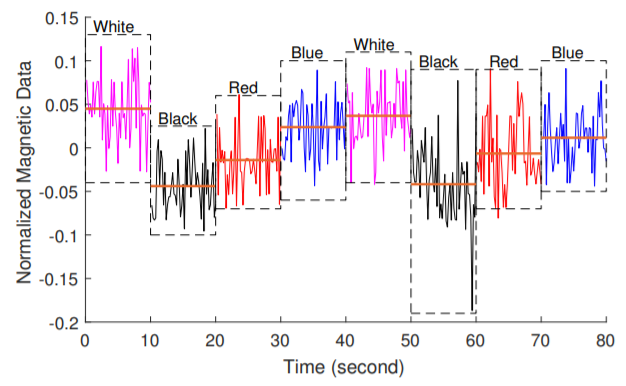 Normalized Magnetic Data
0.15
0.1
0.05
0
-0.05
-0.1
-0.15
-0.2
White
Black
Red
Blue
White
Black
Red
Blue
0 10 20 30 40 50 60 70 80
Time (second)